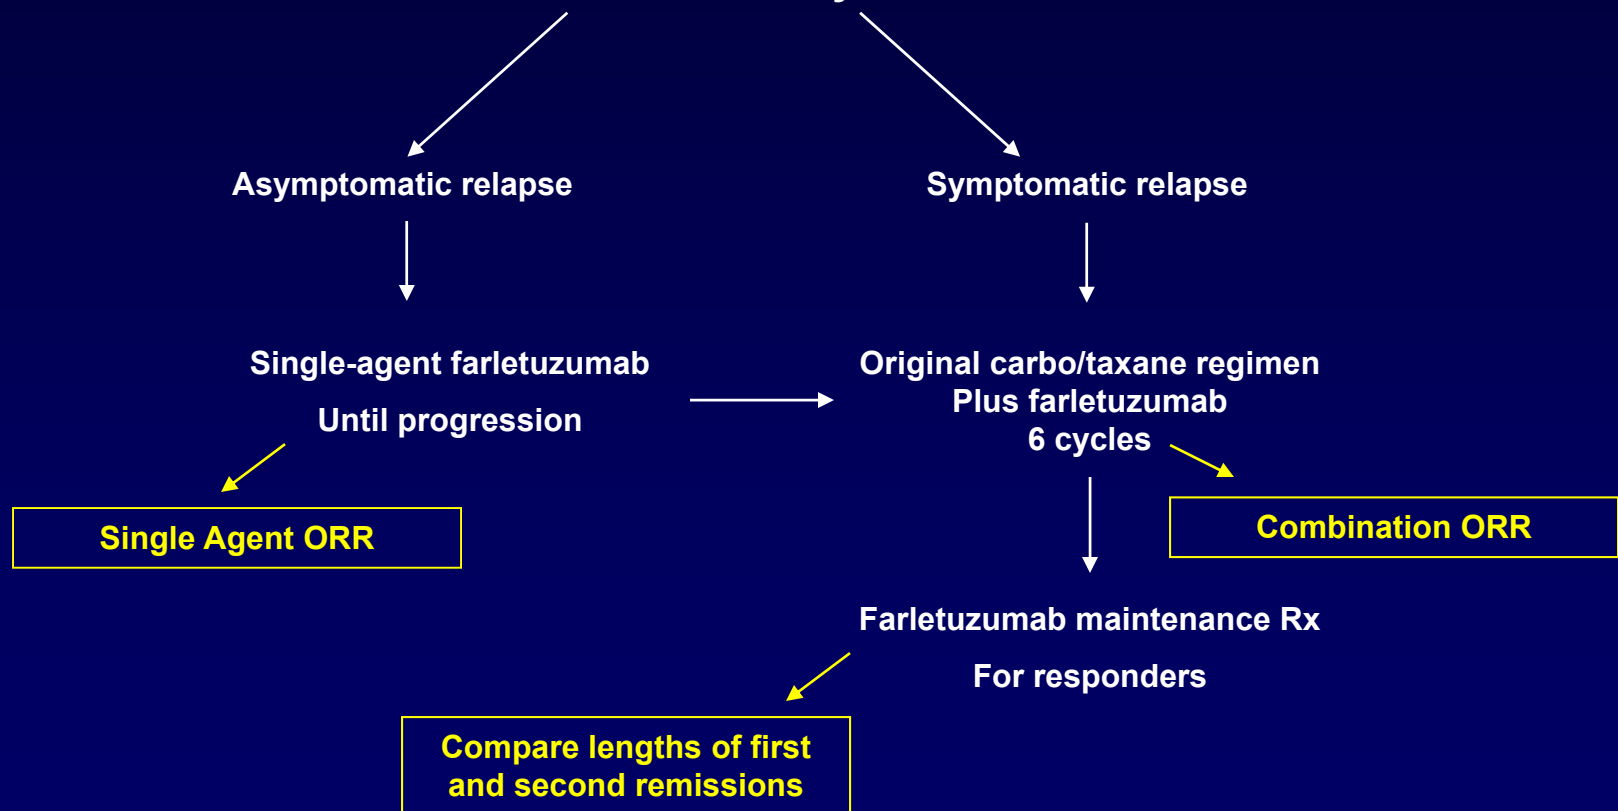 Asymptomatic relapse
Symptomatic relapse
Single-agent farletuzumab
Until progression
Original carbo/taxane regimen
Plus farletuzumab
6 cycles
Single Agent ORR
Combination ORR
Farletuzumab maintenance Rx
For responders
Compare lengths of first
and second remissions